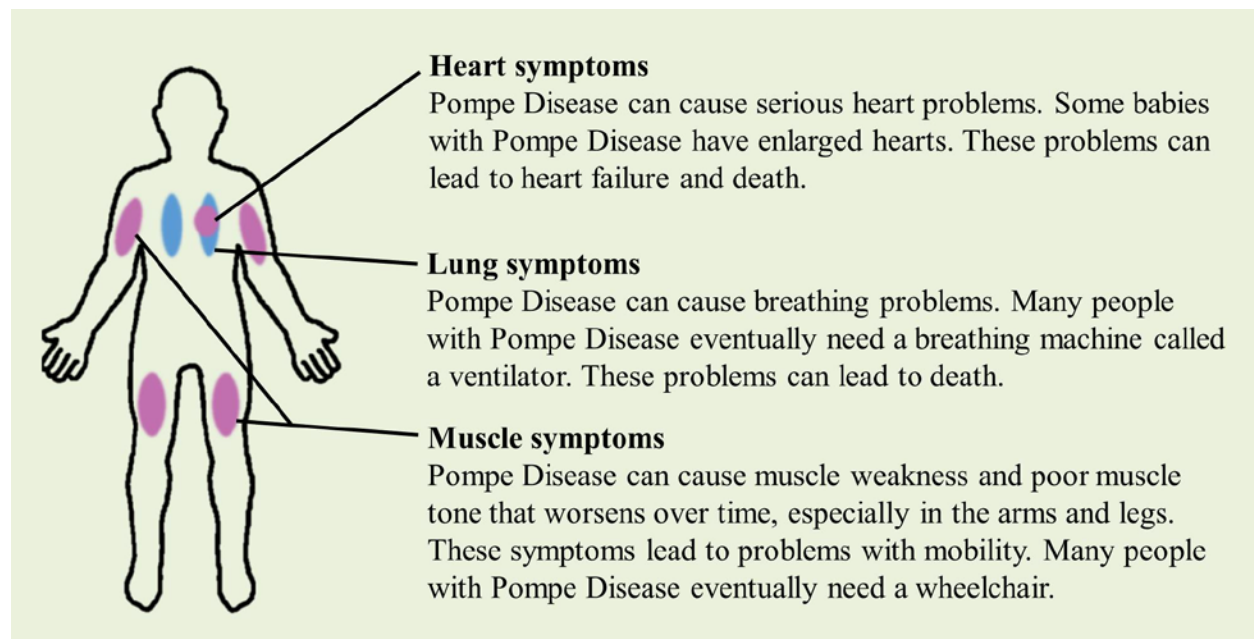 Heart symptoms
Pompe Disease can cause serious heart problems. Some babies
with Pompe Disease have enlarged hearts. These problems can
lead to heart failure and death.
Lung symptoms
Pompe Disease can cause breathing problems. Many people
with Pompe Disease eventually need a breathing machine called
a ventilator. These problems can lead to death.
Muscle symptoms
Pompe Disease can cause muscle weakness and poor muscle
tone that worsens over time, especially in the arms and legs.
These symptoms lead to problems with mobility. Many people
with Pompe Disease eventually need a wheelchair.